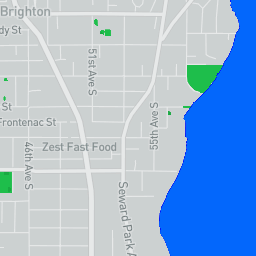 Brighton
dy St
51st Ave S
St
Frontenac St
55th Ave S
Zest Fast Food
46th Ave S
Seward Park A